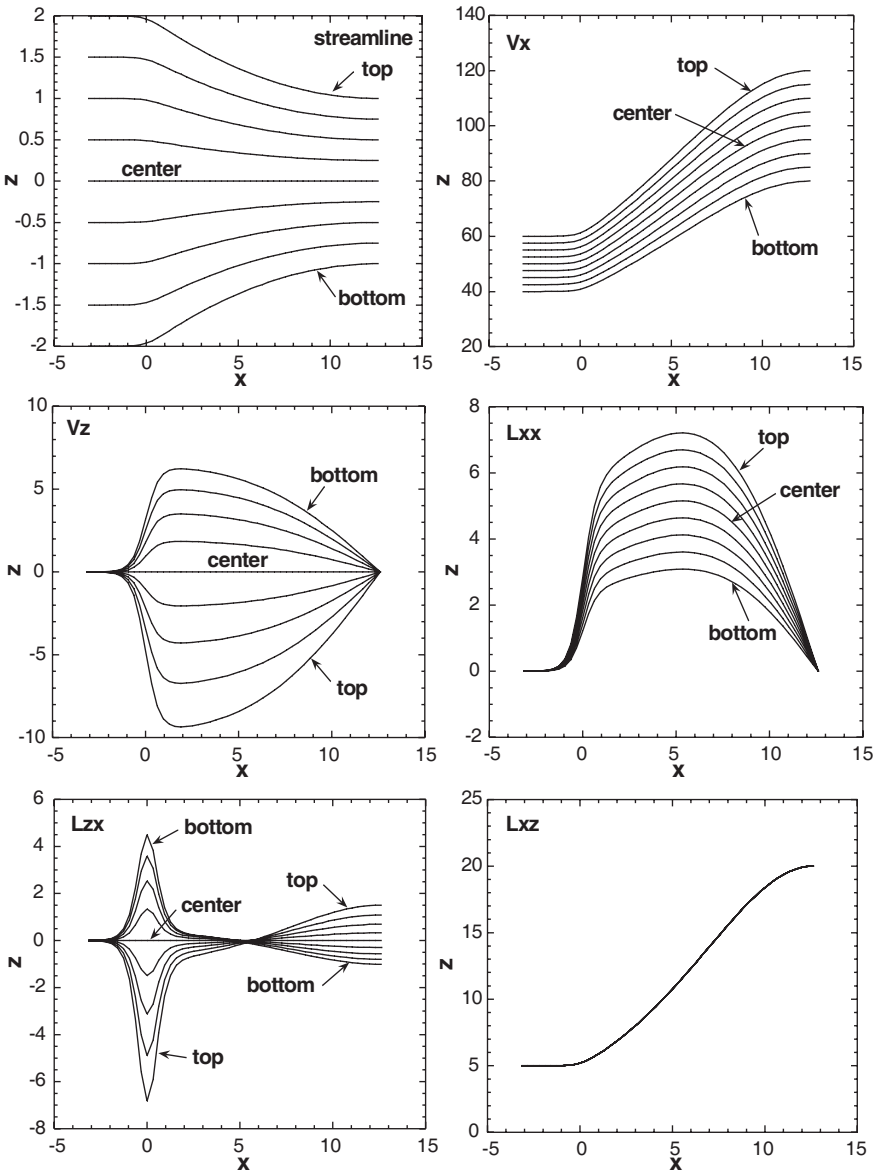 streamline
top
center
bottom
2
1.5
1
0.5
0
-0.5
-1
-1.5
-2
z
-5
0
5
10
15
x
Vx
top
center
bottom
140
120
100
80
60
40
20
z
-5
0
5
10
15
x
Vz
bottom
center
top
10
5
0
-5
-10
z
-5
0
5
10
15
x
Lxx
top
center
bottom
8
6
4
2
0
-2
z
-5
0
5
10
15
x
Lzx
bottom
center
top
top
bottom
6
4
2
0
-2
-4
-6
-8
z
-5
0
5
10
15
x
Lxz
25
20
15
10
5
0
z
-5
0
5
10
15
x